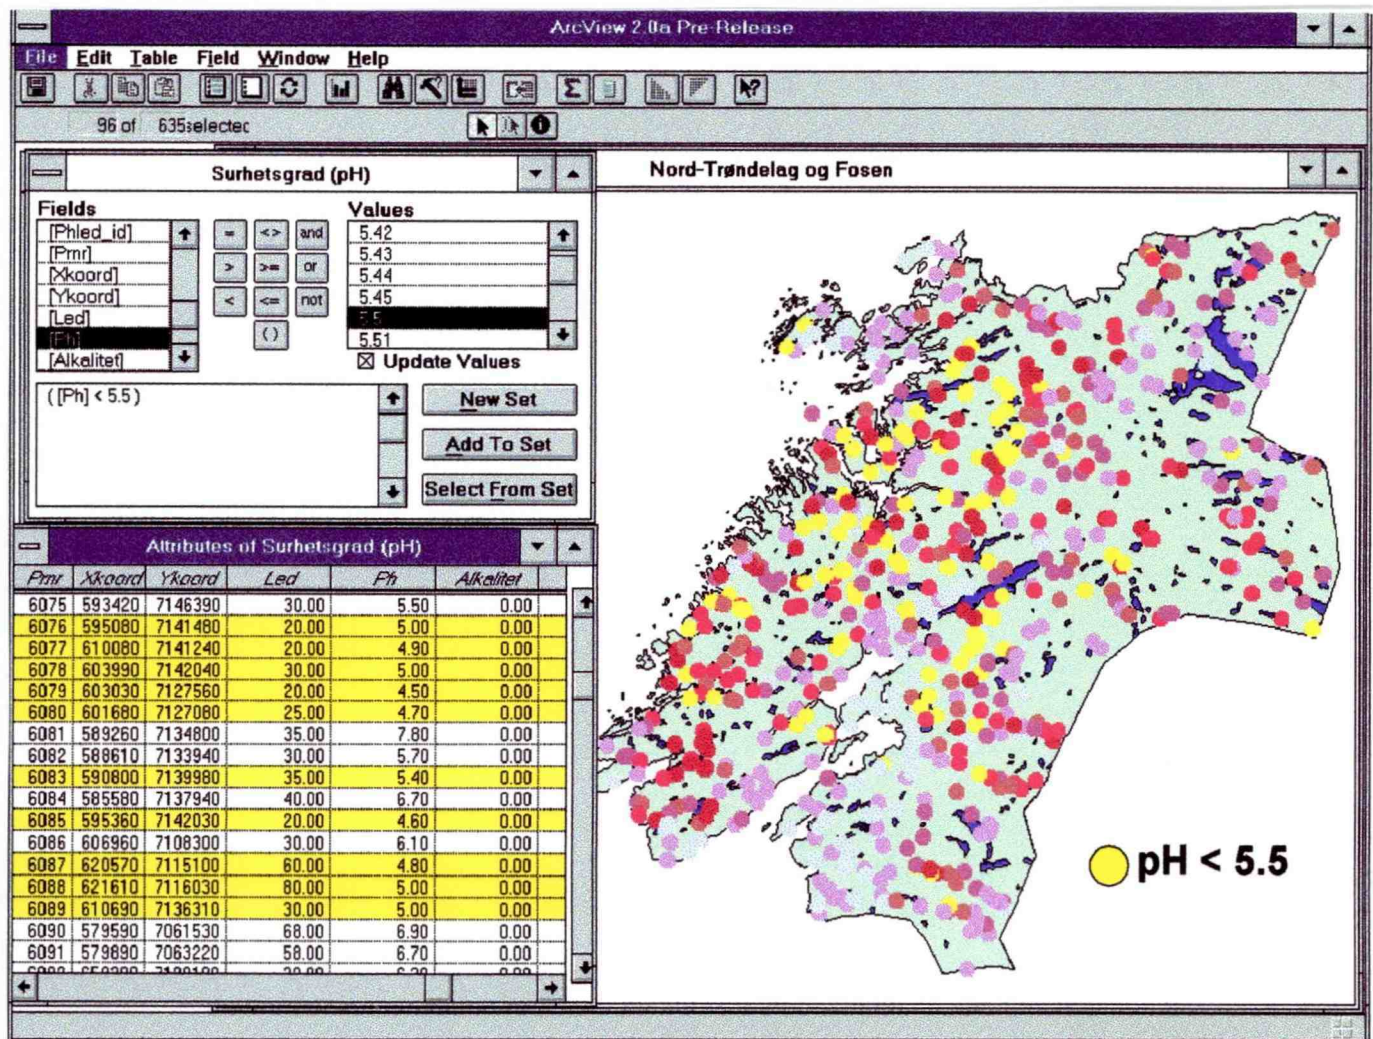 ArcView 2.0a Pre-Release
File Edit Table Field Window Help
96 of 635 selected
Surhetsgrad (pH)
Fields
Values
[Phled_id]
[Prnr]
[Xkoord]
[Ykoord]
[Led]
[Ph]
[Alkalitet]
= <> and
> >= or
< <= not
( )
5.42
5.43
5.44
5.45
5.5
5.51
Update Values
( [Ph] < 5.5 )
New Set
Add To Set
Select From Set
Attributes of Surhetsgrad (pH)
Prnr Xkoord Ykoord Led Ph Alkalitet
6075 593420 7146390 30.00 5.50 0.00
6076 595080 7141480 20.00 5.00 0.00
6077 610080 7141240 20.00 4.90 0.00
6078 603990 7142040 30.00 5.00 0.00
6079 603030 7127560 20.00 4.50 0.00
6080 601680 7127080 25.00 4.70 0.00
6081 589260 7134800 35.00 7.80 0.00
6082 588610 7133940 30.00 5.70 0.00
6083 590800 7139980 35.00 5.40 0.00
6084 585580 7137940 40.00 6.70 0.00
6085 595360 7142030 20.00 4.60 0.00
6086 606960 7108300 30.00 6.10 0.00
6087 620570 7115100 60.00 4.80 0.00
6088 621610 7116030 80.00 5.00 0.00
6089 610690 7136310 30.00 5.00 0.00
6090 579590 7061530 68.00 6.90 0.00
6091 579890 7063220 58.00 6.70 0.00
Nord-Trøndelag og Fosen
pH < 5.5